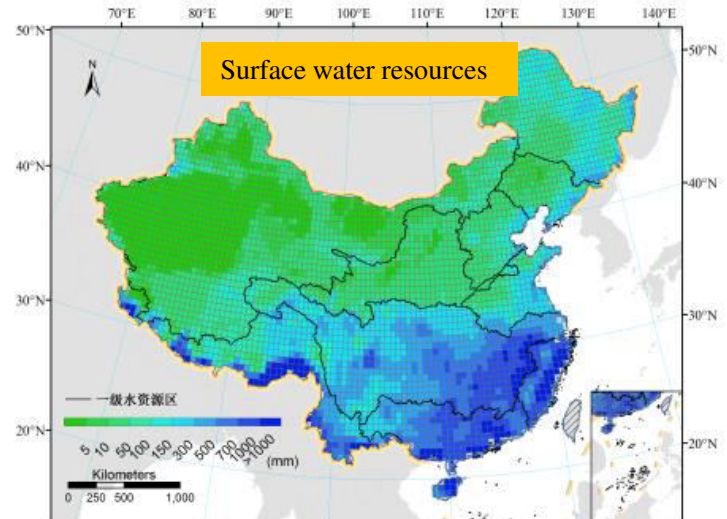 70°E 80°E 90°E 100°E 110°E 120°E 130°E 140°E
50°N 50°N
Surface water resources
N
40°N 40°N
30°N 30°N
一级水资源区
20°N 20°N
5 10 50 100 150 300 500 700 1000 >1000
(mm)
Kilometers
0 250 500 1,000